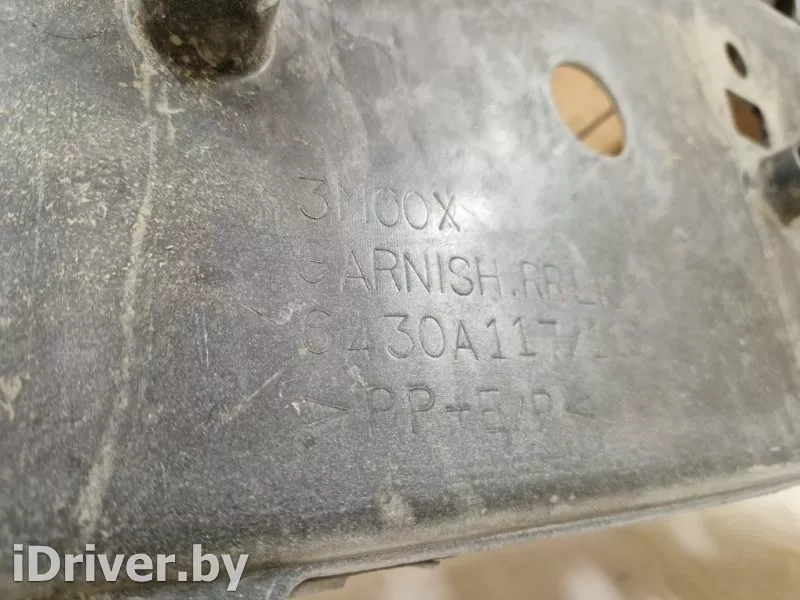 3M00X
GARNISH.RR
6430A117/
>PP+E/P<
iDriver.by